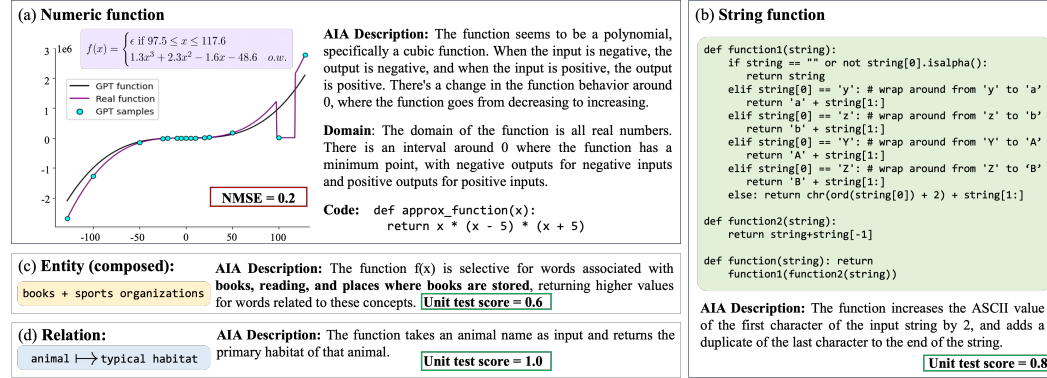 (a) Numeric function
f(x) = { ϵ if 97.5 ≤ x ≤ 117.6
1.3x³ + 2.3x² − 1.6x − 48.6 o.w.
1e6
GPT function
Real function
GPT samples
3
2
1
0
-1
-2
-100
-50
0
50
100
NMSE = 0.2
AIA Description: The function seems to be a polynomial,
specifically a cubic function. When the input is negative, the
output is negative, and when the input is positive, the output
is positive. There's a change in the function behavior around
0, where the function goes from decreasing to increasing.
Domain: The domain of the function is all real numbers.
There is an interval around 0 where the function has a
minimum point, with negative outputs for negative inputs
and positive outputs for positive inputs.
Code: def approx_function(x):
return x * (x - 5) * (x + 5)
(c) Entity (composed):
books + sports organizations
AIA Description: The function f(x) is selective for words associated with
books, reading, and places where books are stored, returning higher values
for words related to these concepts. Unit test score = 0.6
(d) Relation:
animal ⟼ typical habitat
AIA Description: The function takes an animal name as input and returns the
primary habitat of that animal.
Unit test score = 1.0
(b) String function
def function1(string):
if string == "" or not string[0].isalpha():
return string
elif string[0] == 'y': # wrap around from 'y' to 'a'
return 'a' + string[1:]
elif string[0] == 'z': # wrap around from 'z' to 'b'
return 'b' + string[1:]
elif string[0] == 'Y': # wrap around from 'Y' to 'A'
return 'A' + string[1:]
elif string[0] == 'Z': # wrap around from 'Z' to 'B'
return 'B' + string[1:]
else: return chr(ord(string[0]) + 2) + string[1:]
def function2(string):
return string+string[-1]
def function(string): return
function1(function2(string))
AIA Description: The function increases the ASCII value
of the first character of the input string by 2, and adds a
duplicate of the last character to the end of the string.
Unit test score = 0.8